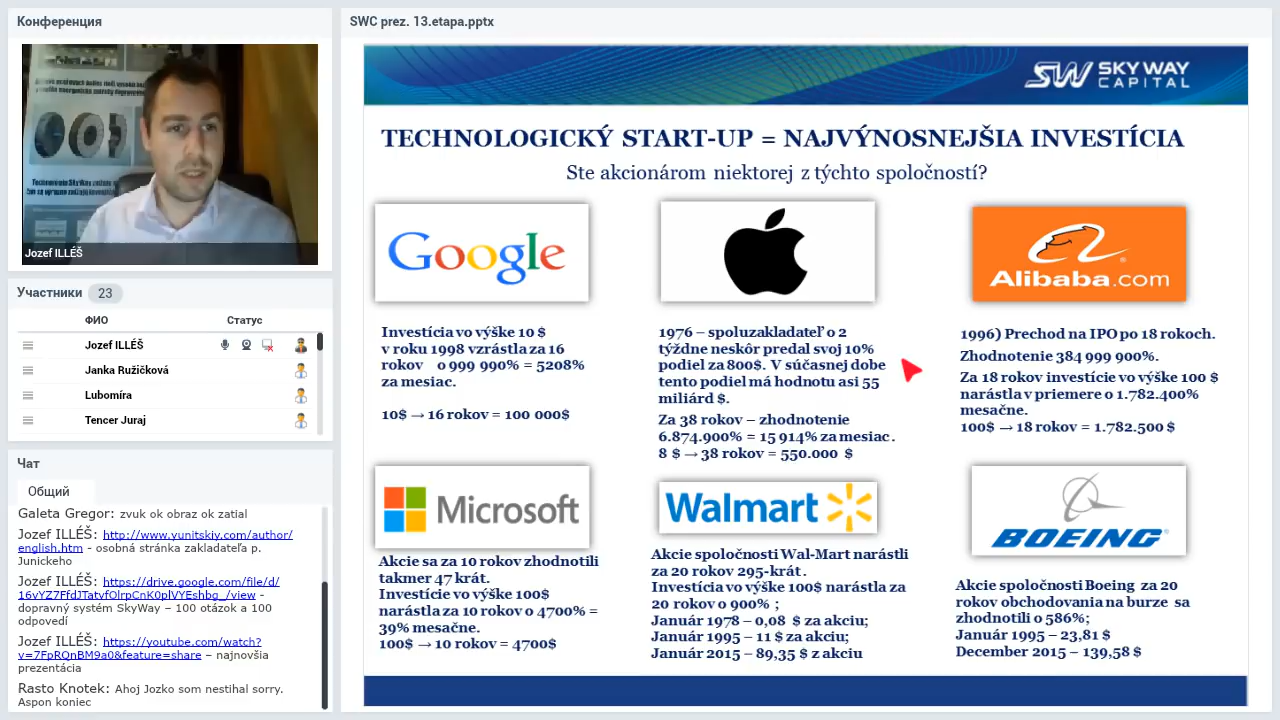 Конференция
Jozef ILLÉŠ
Участники 23
ФИО Статус
Jozef ILLÉŠ
Janka Ružičková
Lubomíra
Tencer Juraj
Чат
Общий
Galeta Gregor: zvuk ok obraz ok zatial
Jozef ILLÉŠ: http://www.yunitskiy.com/author/
english.htm - osobná stránka zakladateľa p.
Junickeho
Jozef ILLÉŠ: https://drive.google.com/file/d/
16vYZ7FfdJTatvfOlrpCnK0plVYEshbg_/view -
dopravný systém SkyWay – 100 otázok a 100
odpovedí
Jozef ILLÉŠ: https://youtube.com/watch?
v=7FpRQnBM9a0&feature=share – najnovšia
prezentácia
Rasto Knotek: Ahoj Jozko som nestihal sorry.
Aspon koniec
SWC prez. 13.etapa.pptx
SW SKY WAY
CAPITAL
TECHNOLOGICKÝ START-UP = NAJVÝNOSNEJŠIA INVESTÍCIA
Ste akcionárom niektorej z týchto spoločností?
Google
Investícia vo výške 10 $
v roku 1998 vzrástla za 16
rokov o 999 990% = 5208%
za mesiac.
10$ → 16 rokov = 100 000$
1976 – spoluzakladateľ o 2
týždne neskôr predal svoj 10%
podiel za 800$. V súčasnej dobe
tento podiel má hodnotu asi 55
miliárd $.
Za 38 rokov – zhodnotenie
6.874.900% = 15 914% za mesiac.
8 $ → 38 rokov = 550.000 $
Alibaba.com
1996) Prechod na IPO po 18 rokoch.
Zhodnotenie 384 999 900%.
Za 18 rokov investície vo výške 100 $
narástla v priemere o 1.782.400%
mesačne.
100$ → 18 rokov = 1.782.500 $
Microsoft
Akcie sa za 10 rokov zhodnotili
takmer 47 krát.
Investície vo výške 100$
narástla za 10 rokov o 4700% =
39% mesačne.
100$ → 10 rokov = 4700$
Walmart
Akcie spoločnosti Wal-Mart narástli
za 20 rokov 295-krát.
Investícia vo výške 100$ narástla za
20 rokov o 900% ;
Január 1978 – 0,08 $ za akciu;
Január 1995 – 11 $ za akciu;
Január 2015 – 89,35 $ z akciu
BOEING
Akcie spoločnosti Boeing za 20
rokov obchodovania na burze sa
zhodnotili o 586%;
Január 1995 – 23,81 $
December 2015 – 139,58 $